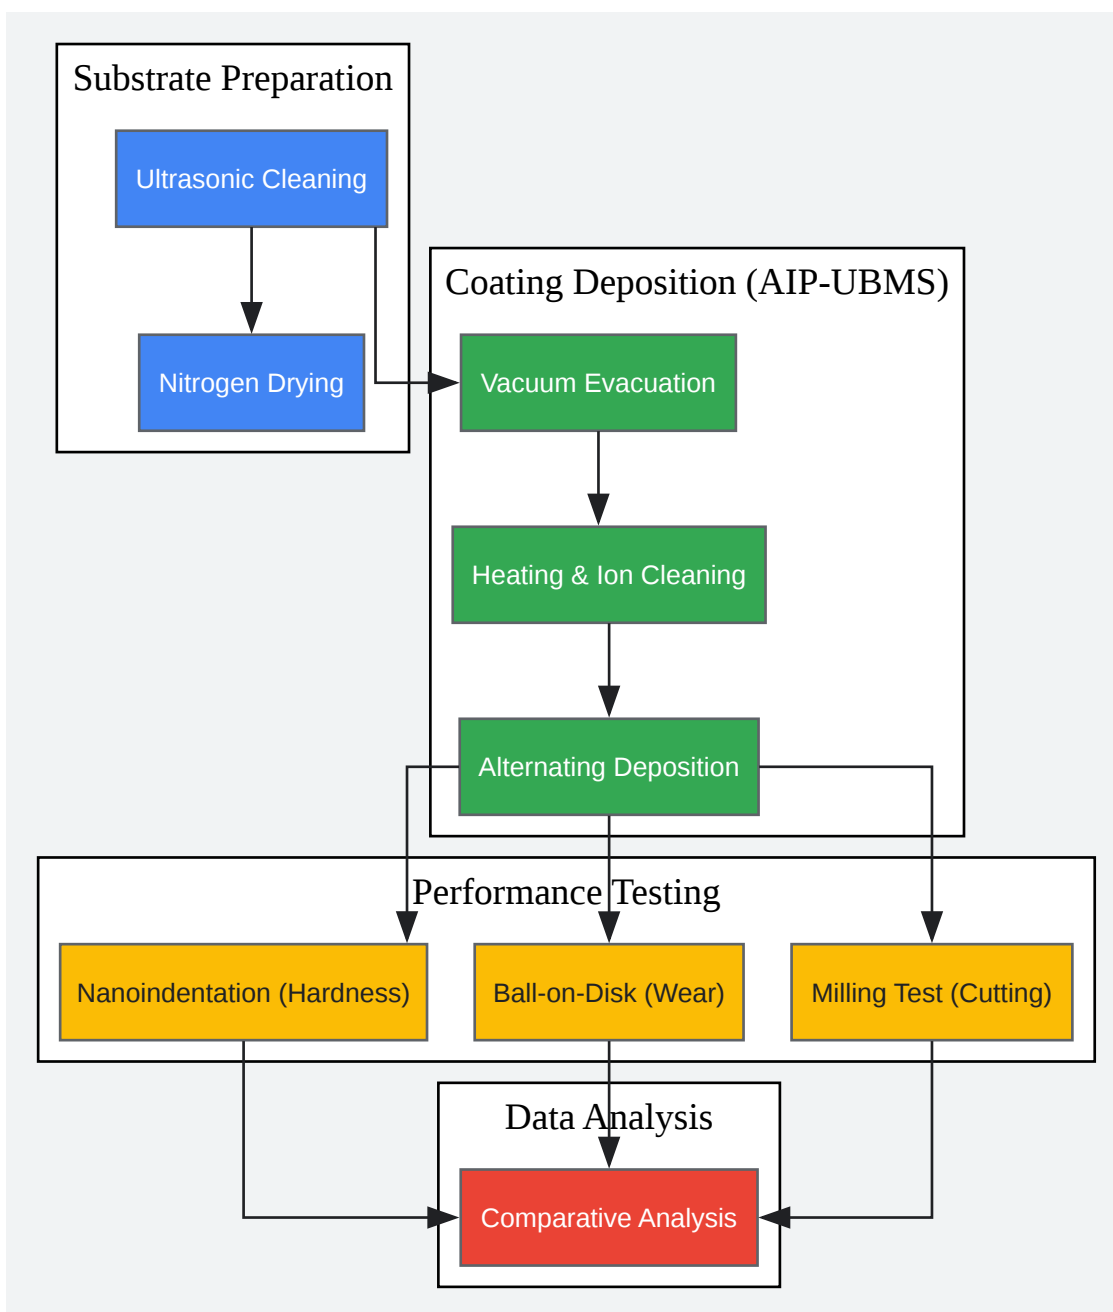 Substrate Preparation
Ultrasonic Cleaning
Nitrogen Drying
Coating Deposition (AIP-UBMS)
Vacuum Evacuation
Heating & Ion Cleaning
Alternating Deposition
Performance Testing
Nanoindentation (Hardness)
Ball-on-Disk (Wear)
Milling Test (Cutting)
Data Analysis
Comparative Analysis